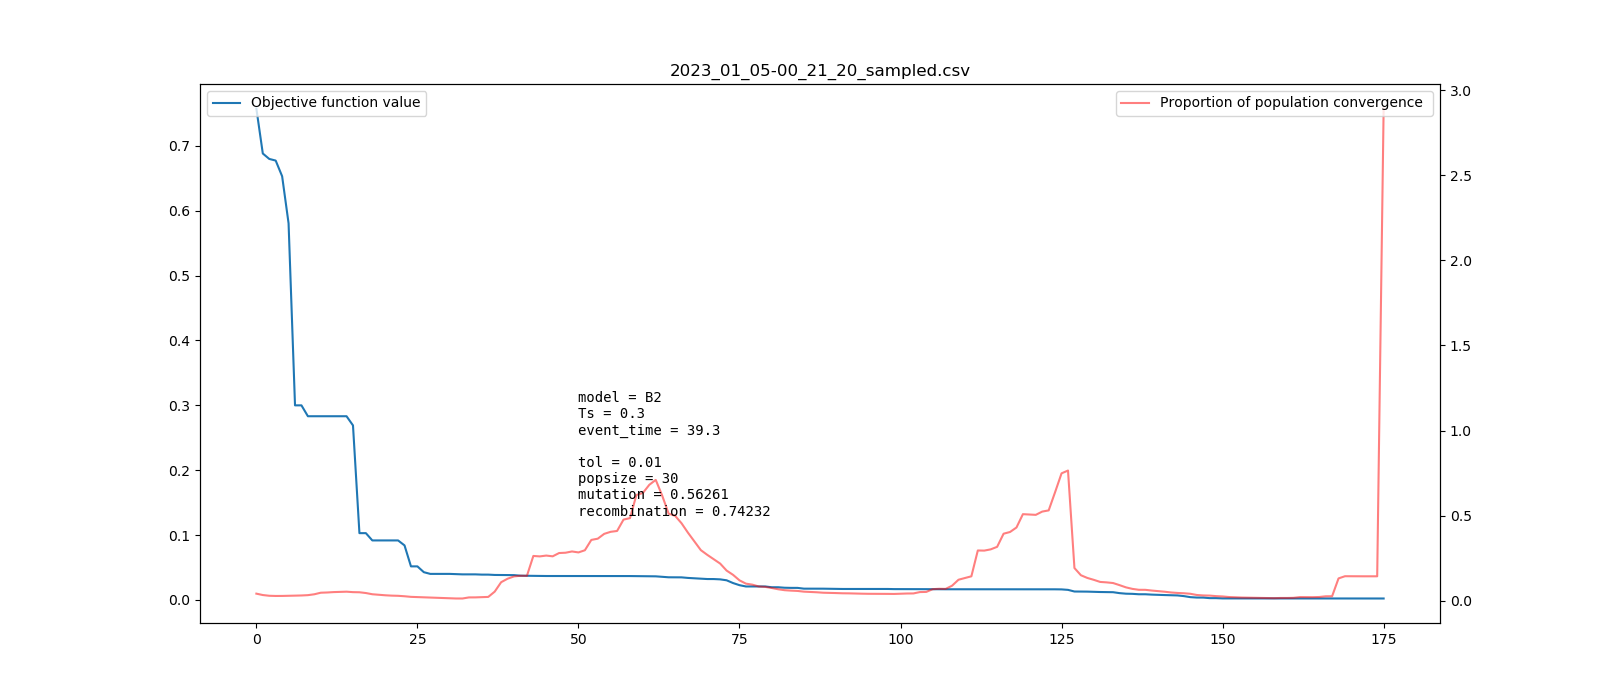 2023_01_05-00_21_20_sampled.csv
Objective function value
Proportion of population convergence
0.7
0.6
0.5
0.4
0.3
0.2
0.1
0.0
3.0
2.5
2.0
1.5
1.0
0.5
0.0
model = B2
Ts = 0.3
event_time = 39.3
tol = 0.01
popsize = 30
mutation = 0.56261
recombination = 0.74232
0 25 50 75 100 125 150 175